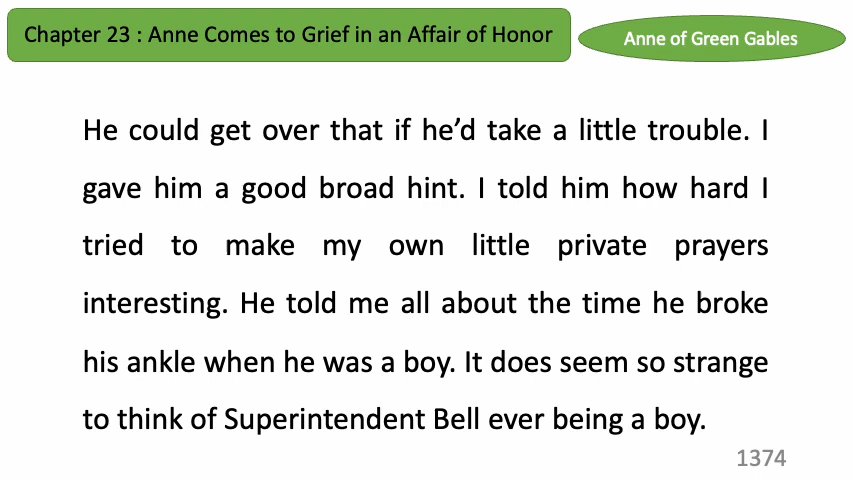 Chapter 23 : Anne Comes to Grief in an Affair of Honor
Anne of Green Gables
He could get over that if he’d take a little trouble. I
gave him a good broad hint. I told him how hard I
tried to make my own little private prayers
interesting. He told me all about the time he broke
his ankle when he was a boy. It does seem so strange
to think of Superintendent Bell ever being a boy.
1374